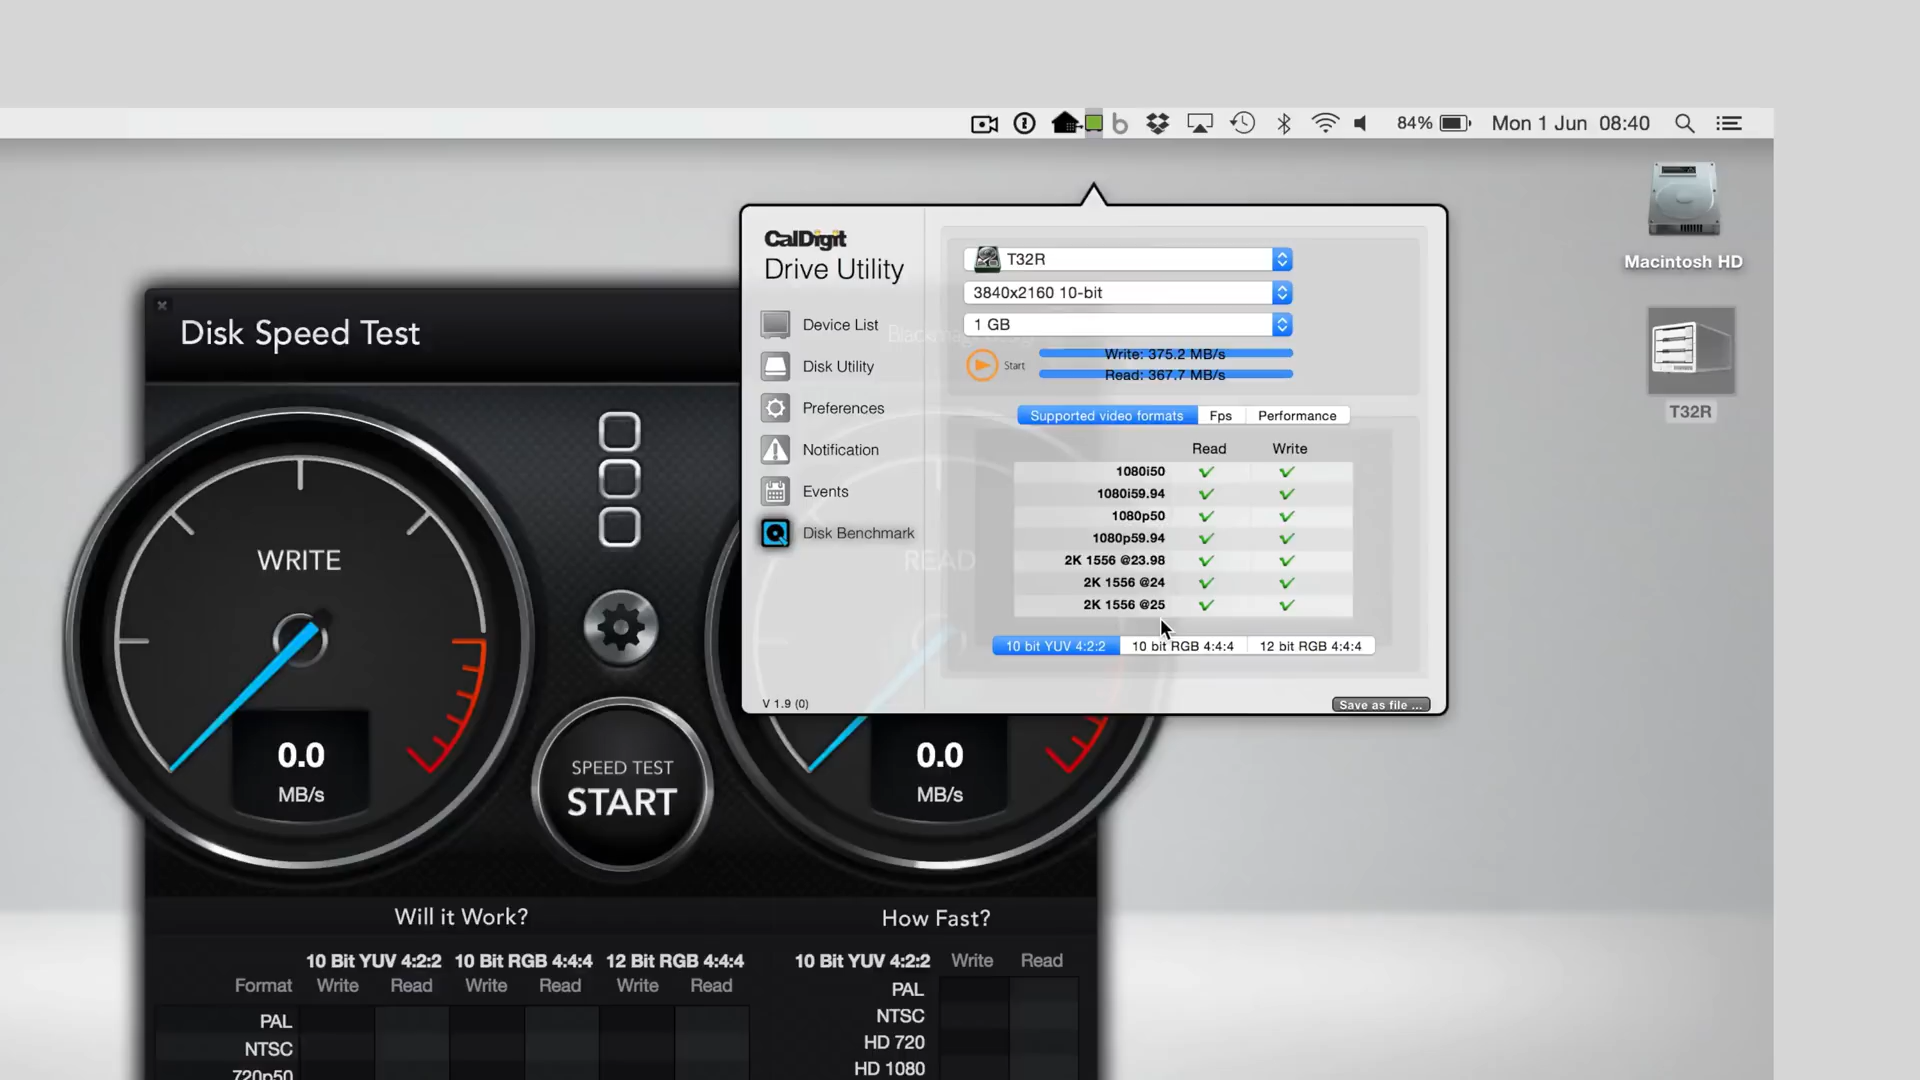 84% Mon 1 Jun 08:40
Macintosh HD
T32R
CalDigit
Drive Utility
Device List
Disk Utility
Preferences
Notification
Events
Disk Benchmark
V 1.9 (0)
T32R
3840x2160 10-bit
1 GB
Start
Write: 375.2 MB/s
Read: 367.7 MB/s
Supported video formats Fps Performance
Read Write
1080i50
1080i59.94
1080p50
1080p59.94
2K 1556 @23.98
2K 1556 @24
2K 1556 @25
10 bit YUV 4:2:2 10 bit RGB 4:4:4 12 bit RGB 4:4:4
Save as file ...
Disk Speed Test
WRITE
0.0
MB/s
SPEED TEST
START
READ
0.0
MB/s
Will it Work?
10 Bit YUV 4:2:2 10 Bit RGB 4:4:4 12 Bit RGB 4:4:4
Format Write Read Write Read Write Read
PAL
NTSC
720p50
How Fast?
10 Bit YUV 4:2:2 Write Read
PAL
NTSC
HD 720
HD 1080